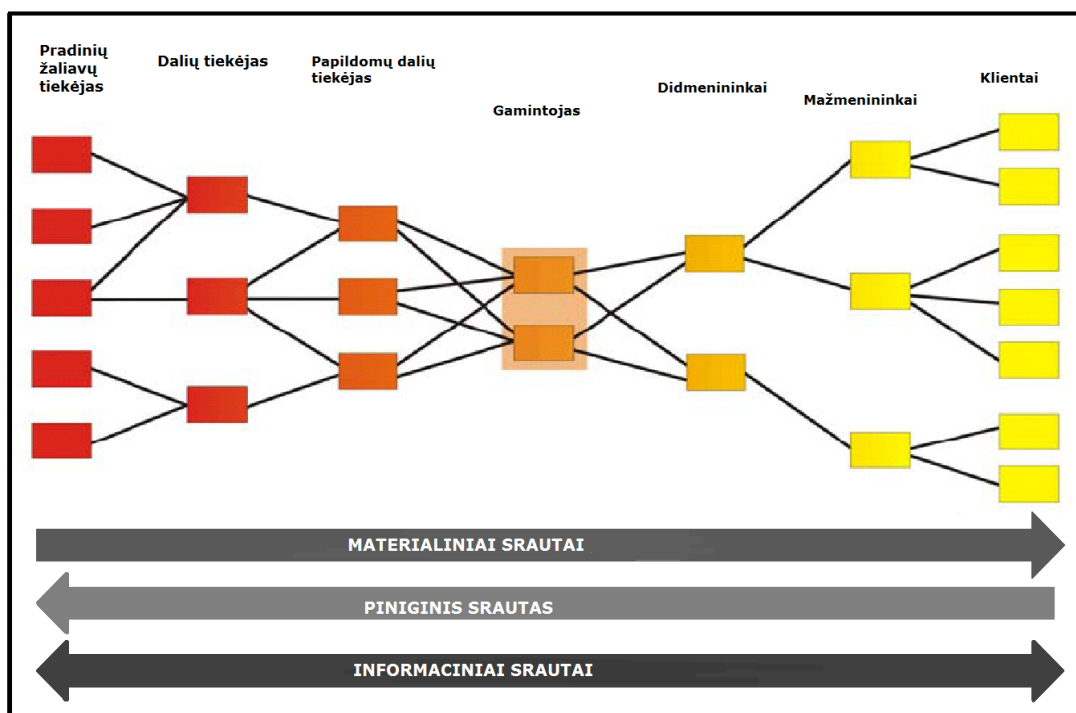 Pradinių
žaliavų
tiekėjas
Dalių tiekėjas
Papildomų dalių
tiekėjas
Gamintojas
Didmenininkai
Mažmenininkai
Klientai
MATERIALINIAI SRAUTAI
PINIGINIS SRAUTAS
INFORMACINIAI SRAUTAI